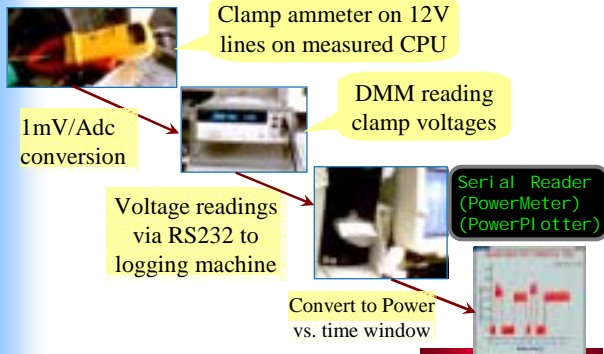 Clamp ammeter on 12V
lines on measured CPU
1mV/Adc
conversion
DMM reading
clamp voltages
Voltage readings
via RS232 to
logging machine
Serial Reader
(PowerMeter)
(PowerPlotter)
Convert to Power
vs. time window